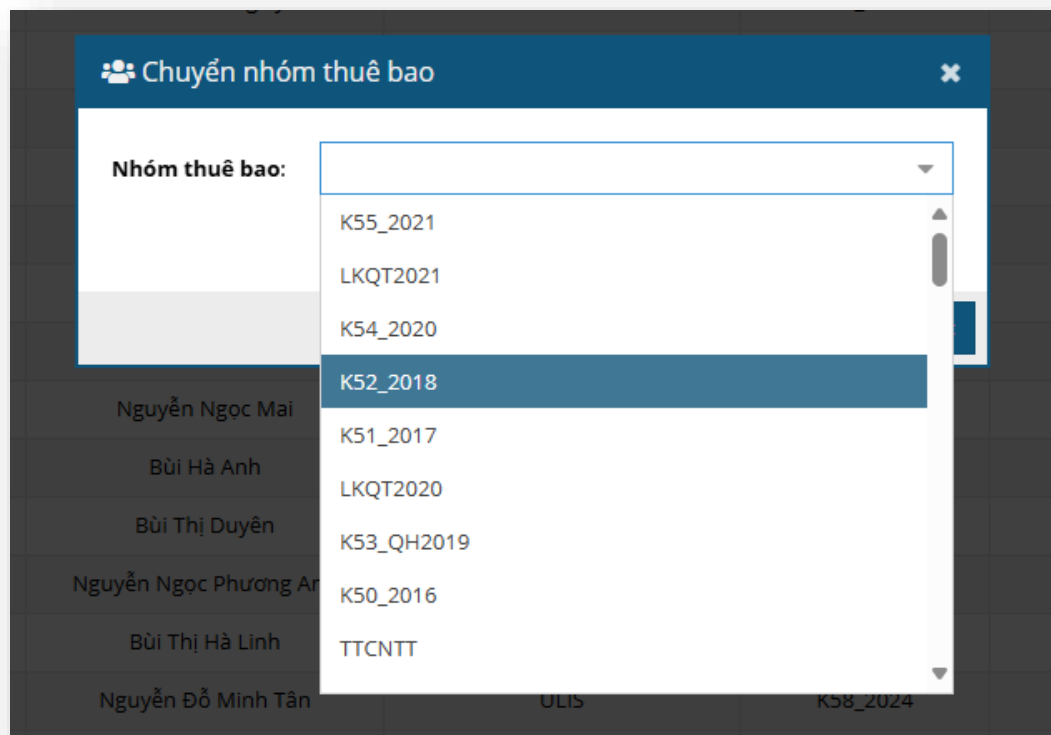 Chuyển nhóm thuê bao
Nhóm thuê bao:
K55_2021
LKQT2021
K54_2020
K52_2018
K51_2017
LKQT2020
K53_QH2019
K50_2016
TTCNTT
Nguyễn Ngọc Mai
Bùi Hà Anh
Bùi Thị Duyên
Nguyễn Ngọc Phương
Bùi Thị Hà Linh
Nguyễn Đỗ Minh Tân ULIS K58_2024